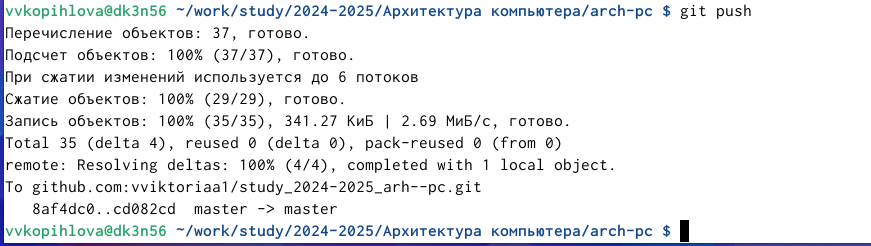 vvkopihlova@dk3n56 ~/work/study/2024-2025/Архитектура компьютера/arch-pc $ git push
Перечисление объектов: 37, готово.
Подсчет объектов: 100% (37/37), готово.
При сжатии изменений используется до 6 потоков
Сжатие объектов: 100% (29/29), готово.
Запись объектов: 100% (35/35), 341.27 КиБ | 2.69 МиБ/с, готово.
Total 35 (delta 4), reused 0 (delta 0), pack-reused 0 (from 0)
remote: Resolving deltas: 100% (4/4), completed with 1 local object.
To github.com:vviktoriaa1/study_2024-2025_arh--pc.git
   8af4dc0..cd082cd  master -> master
vvkopihlova@dk3n56 ~/work/study/2024-2025/Архитектура компьютера/arch-pc $